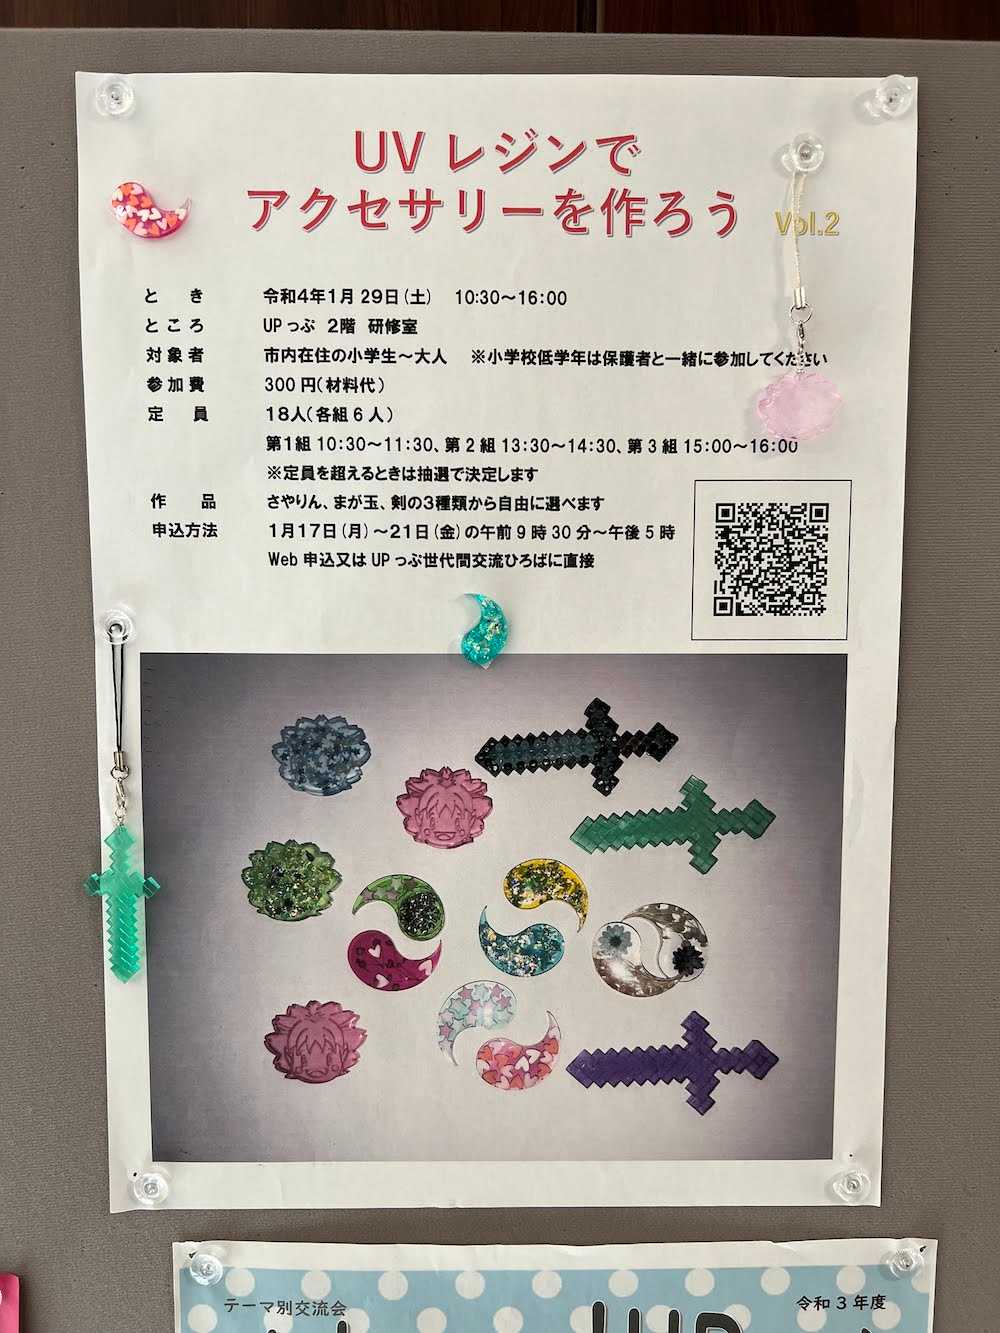 UVレジンで
アクセサリーを作ろう Vol.2
とき 令和4年1月29日(土) 10:30～16:00
ところ UPっぷ 2階 研修室
対象者 市内在住の小学生～大人 ※小学校低学年は保護者と一緒に参加してください
参加費 300円(材料代)
定員 18人(各組6人)
第1組 10:30～11:30、第2組 13:30～14:30、第3組 15:00～16:00
※定員を超えるときは抽選で決定します
作品 さやりん、まが玉、剣の3種類から自由に選べます
申込方法 1月17日(月)～21日(金)の午前9時30分～午後5時
Web申込又はUPっぷ世代間交流ひろばに直接
テーマ別交流会 令和3年度